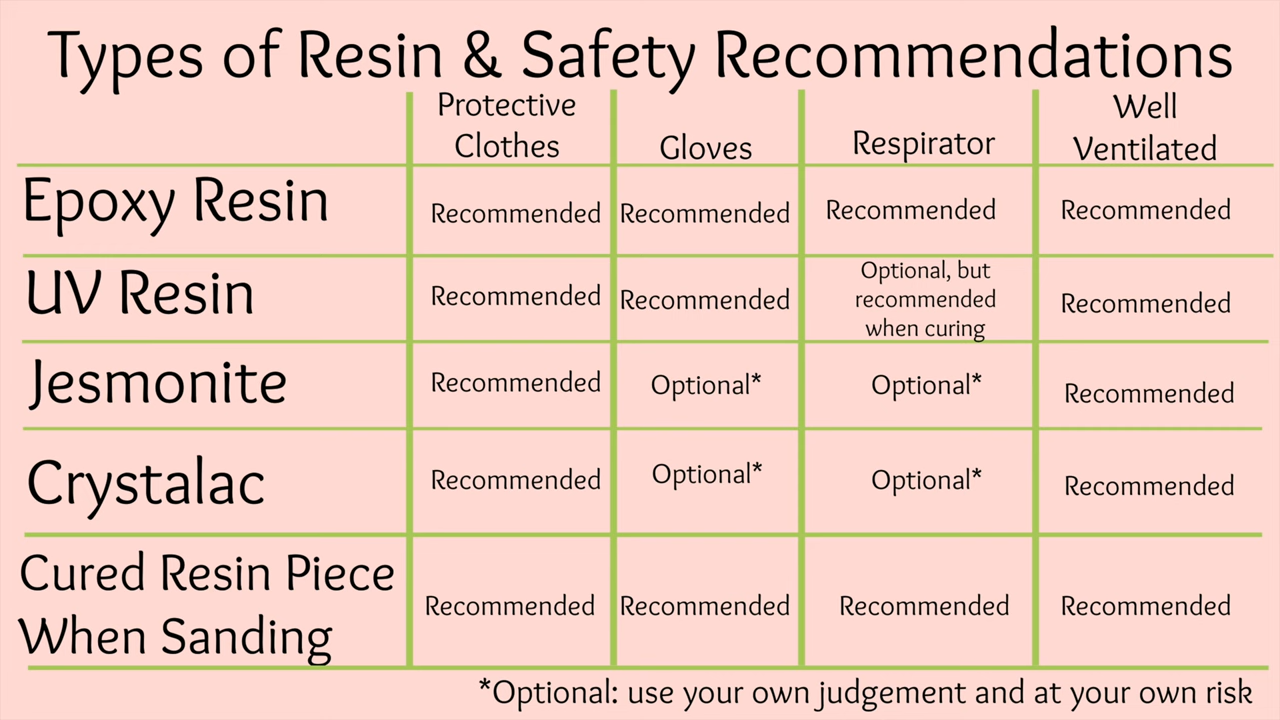 Types of Resin & Safety Recommendations
Protective
Clothes
Gloves
Respirator
Well
Ventilated
Epoxy Resin
Recommended
Recommended
Recommended
Recommended
UV Resin
Recommended
Recommended
Optional, but
recommended
when curing
Recommended
Jesmonite
Recommended
Optional*
Optional*
Recommended
Crystalac
Recommended
Optional*
Optional*
Recommended
Cured Resin Piece
When Sanding
Recommended
Recommended
Recommended
Recommended
*Optional: use your own judgement and at your own risk